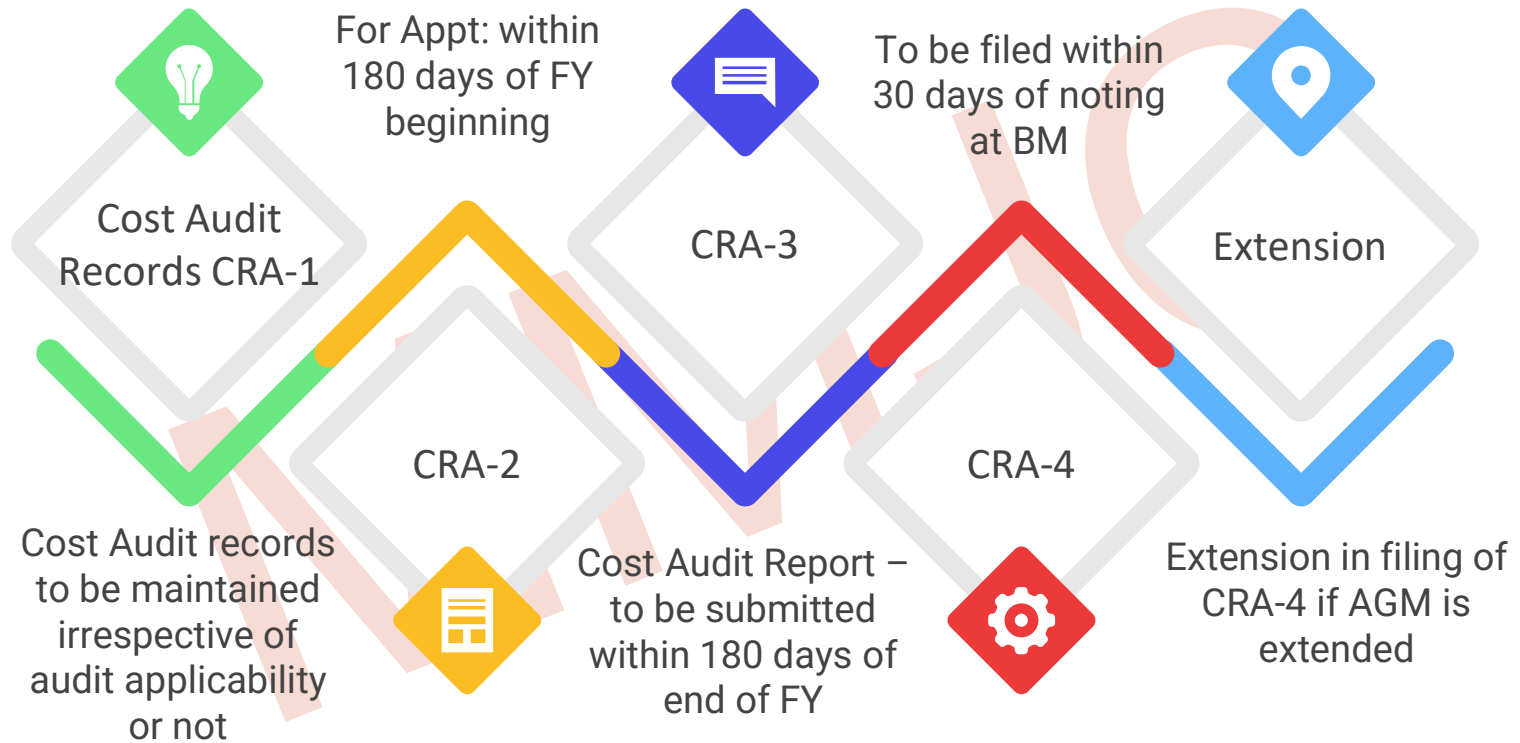 Cost Audit
Records CRA-1
Cost Audit records
to be maintained
irrespective of
audit applicability
or not
For Appt: within
180 days of FY
beginning
CRA-2
CRA-3
Cost Audit Report –
to be submitted
within 180 days of
end of FY
To be filed within
30 days of noting
at BM
CRA-4
Extension
Extension in filing of
CRA-4 if AGM is
extended